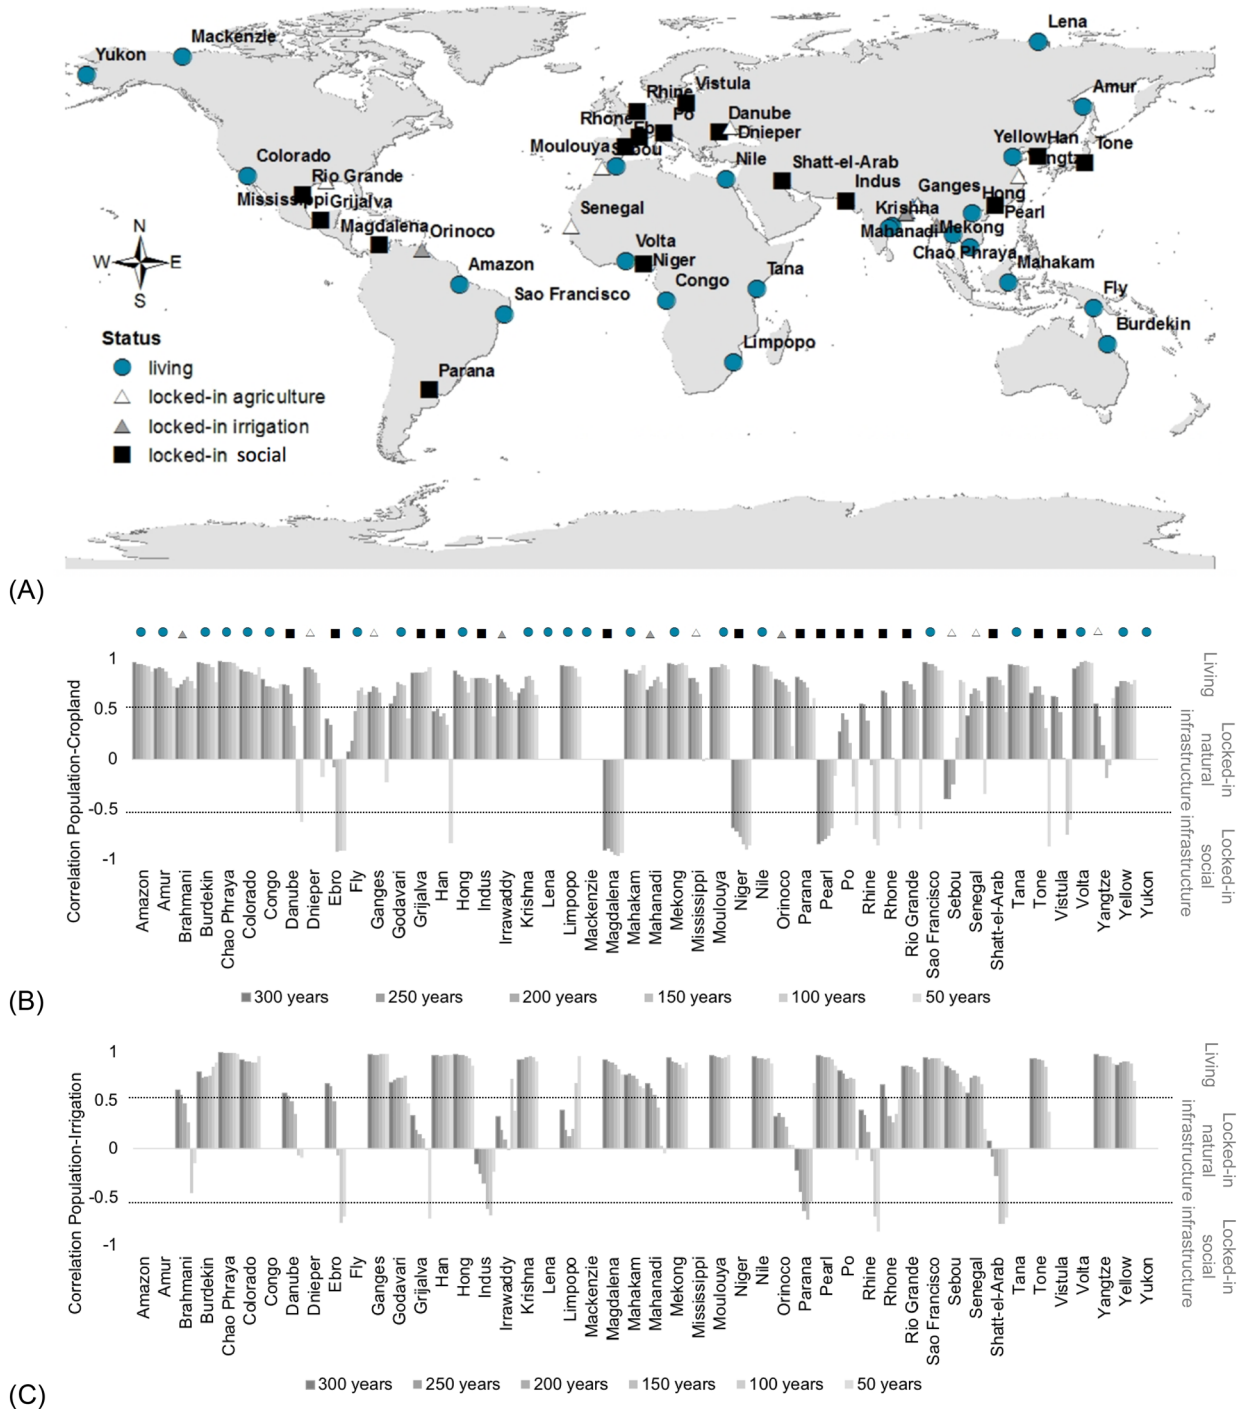 Lena
Mackenzie
Yukon
Vistula
Rhine
Amur
Po
Danube
Rhone
Dnieper
Yellow Han
Tone
Moulouya
Colorado
Nile
Shatt-el-Arab
Rio Grande
Indus
Ganges
Hong
Mississippi
Grijalva
Senegal
Krishna
Pearl
Magdalena
Orinoco
Mahanadi
Mekong
N
W E
S
Volta
Niger
Chao Phraya
Mahakam
Amazon
Congo
Tana
Sao Francisco
Fly
Burdekin
Limpopo
Parana
Status
living
locked-in agriculture
locked-in irrigation
locked-in social
(A)
Correlation Population-Cropland
1
0.5
0
-0.5
-1
Living
Locked-in natural infrastructure
Locked-in social infrastructure
Amazon
Amur
Brahmani
Burdekin
Chao Phraya
Colorado
Congo
Danube
Dnieper
Ebro
Fly
Ganges
Godavari
Grijalva
Han
Hong
Indus
Irrawaddy
Krishna
Lena
Limpopo
Mackenzie
Magdalena
Mahakam
Mahanadi
Mekong
Mississippi
Moulouya
Niger
Nile
Orinoco
Parana
Pearl
Po
Rhine
Rhone
Rio Grande
Sao Francisco
Sebou
Senegal
Shatt-el-Arab
Tana
Tone
Vistula
Volta
Yangtze
Yellow
Yukon
300 years 250 years 200 years 150 years 100 years 50 years
(B)
Correlation Population-Irrigation
1
0.5
0
-0.5
-1
Living
Locked-in natural infrastructure
Locked-in social infrastructure
Amazon
Amur
Brahmani
Burdekin
Chao Phraya
Colorado
Congo
Danube
Dnieper
Ebro
Fly
Ganges
Godavari
Grijalva
Han
Hong
Indus
Irrawaddy
Krishna
Lena
Limpopo
Mackenzie
Magdalena
Mahakam
Mahanadi
Mekong
Mississippi
Moulouya
Niger
Nile
Orinoco
Parana
Pearl
Po
Rhine
Rhone
Rio Grande
Sao Francisco
Sebou
Senegal
Shatt-el-Arab
Tana
Tone
Vistula
Volta
Yangtze
Yellow
Yukon
300 years 250 years 200 years 150 years 100 years 50 years
(C)